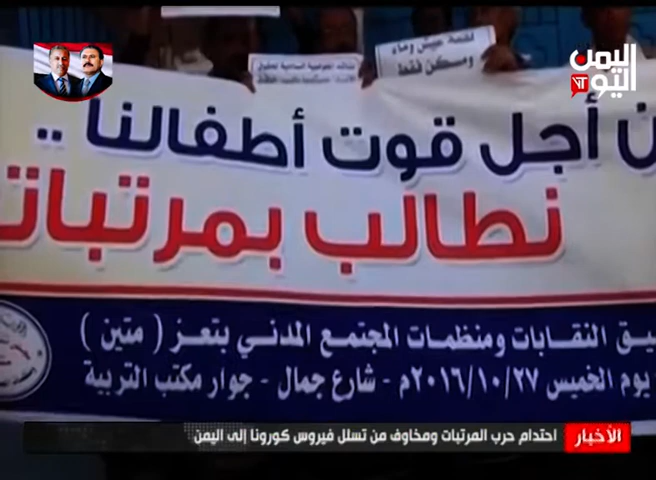 لقمة عيش وماء
ومسكن فقط
اليمن
اليوم
ن أجل قوت أطفالنا ..
نطالب بمرتبات
يق النقابات ومنظمات المجتمع المدني بتعز ( متين )
يوم الخميس ٢٠١٦/١٠/٢٧م - شارع جمال - جوار مكتب التربية
الأخبار
احتدام حرب المرتبات ومخاوف من تسلل فيروس كورونا إلى اليمن